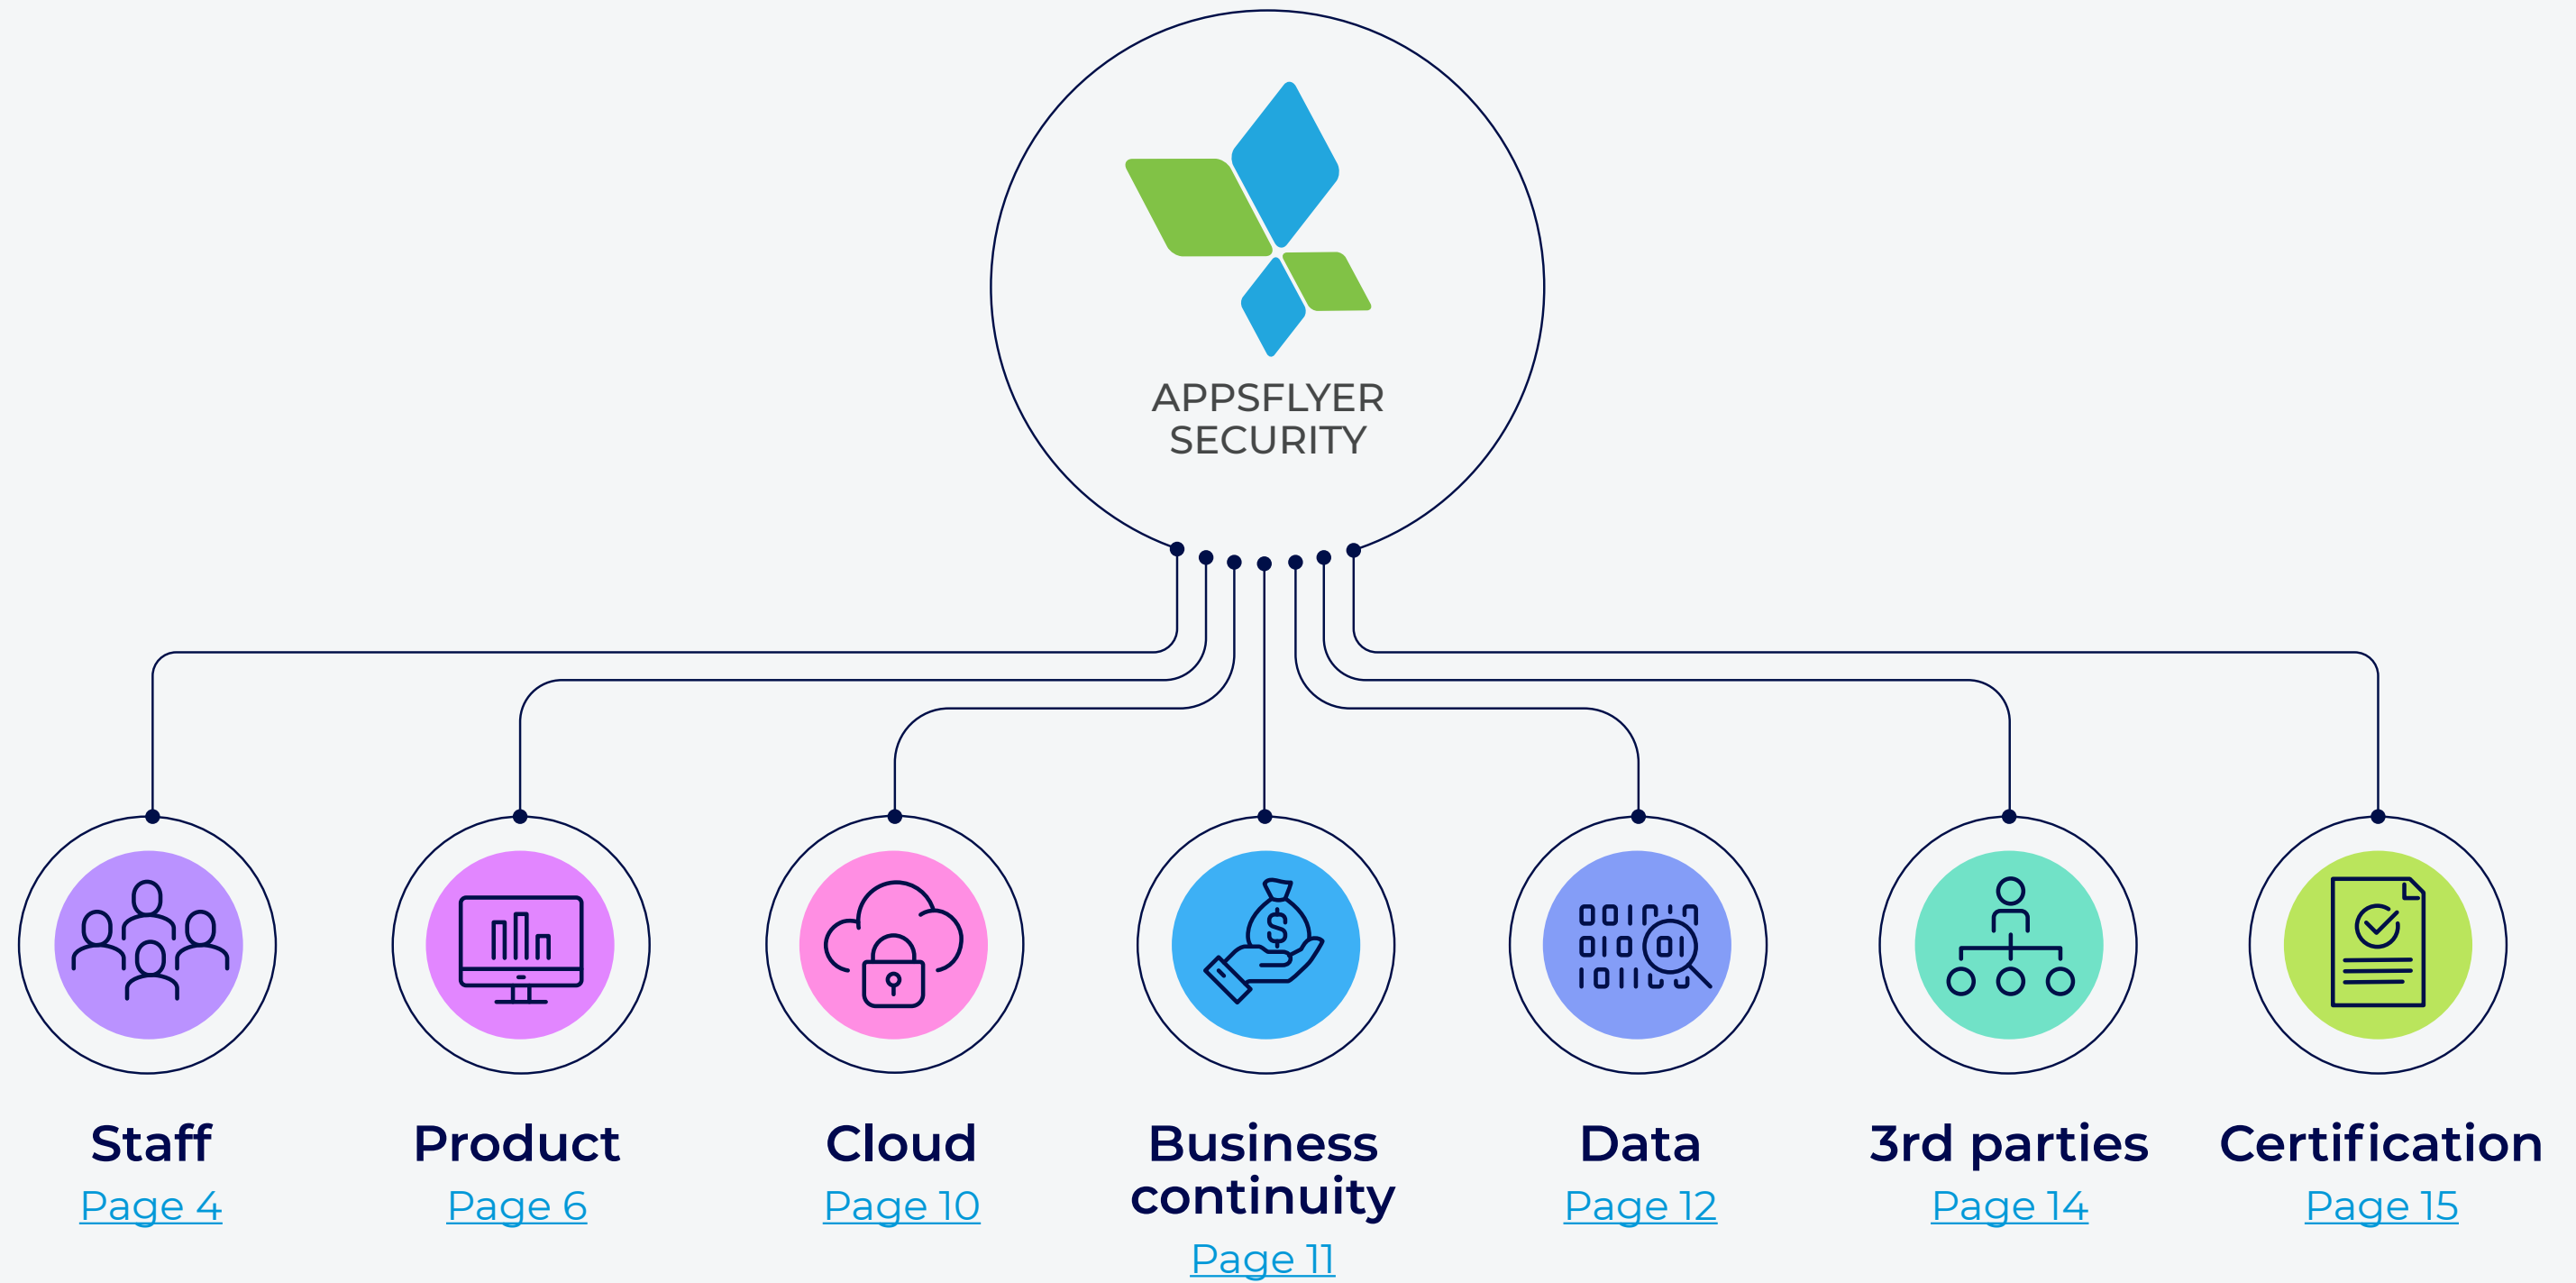 APPSFLYER
SECURITY
Staff
Page 4
Product
Page 6
Cloud
Page 10
Business
continuity
Page 11
Data
Page 12
3rd parties
Page 14
Certification
Page 15